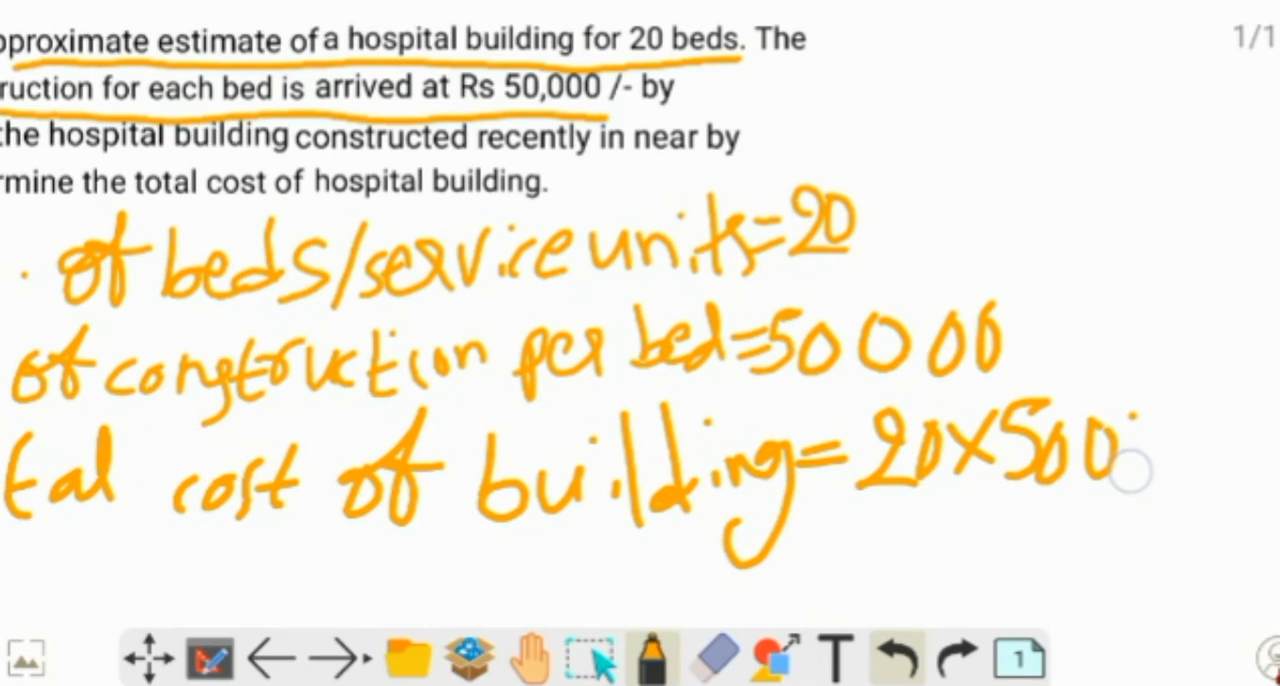 pproximate estimate of a hospital building for 20 beds. The
1/1
ruction for each bed is arrived at Rs 50,000 /- by
the hospital building constructed recently in near by
rmine the total cost of hospital building.
. of beds/service units=20
of construction per bed=50000
tal cost of building=20×500
T
1